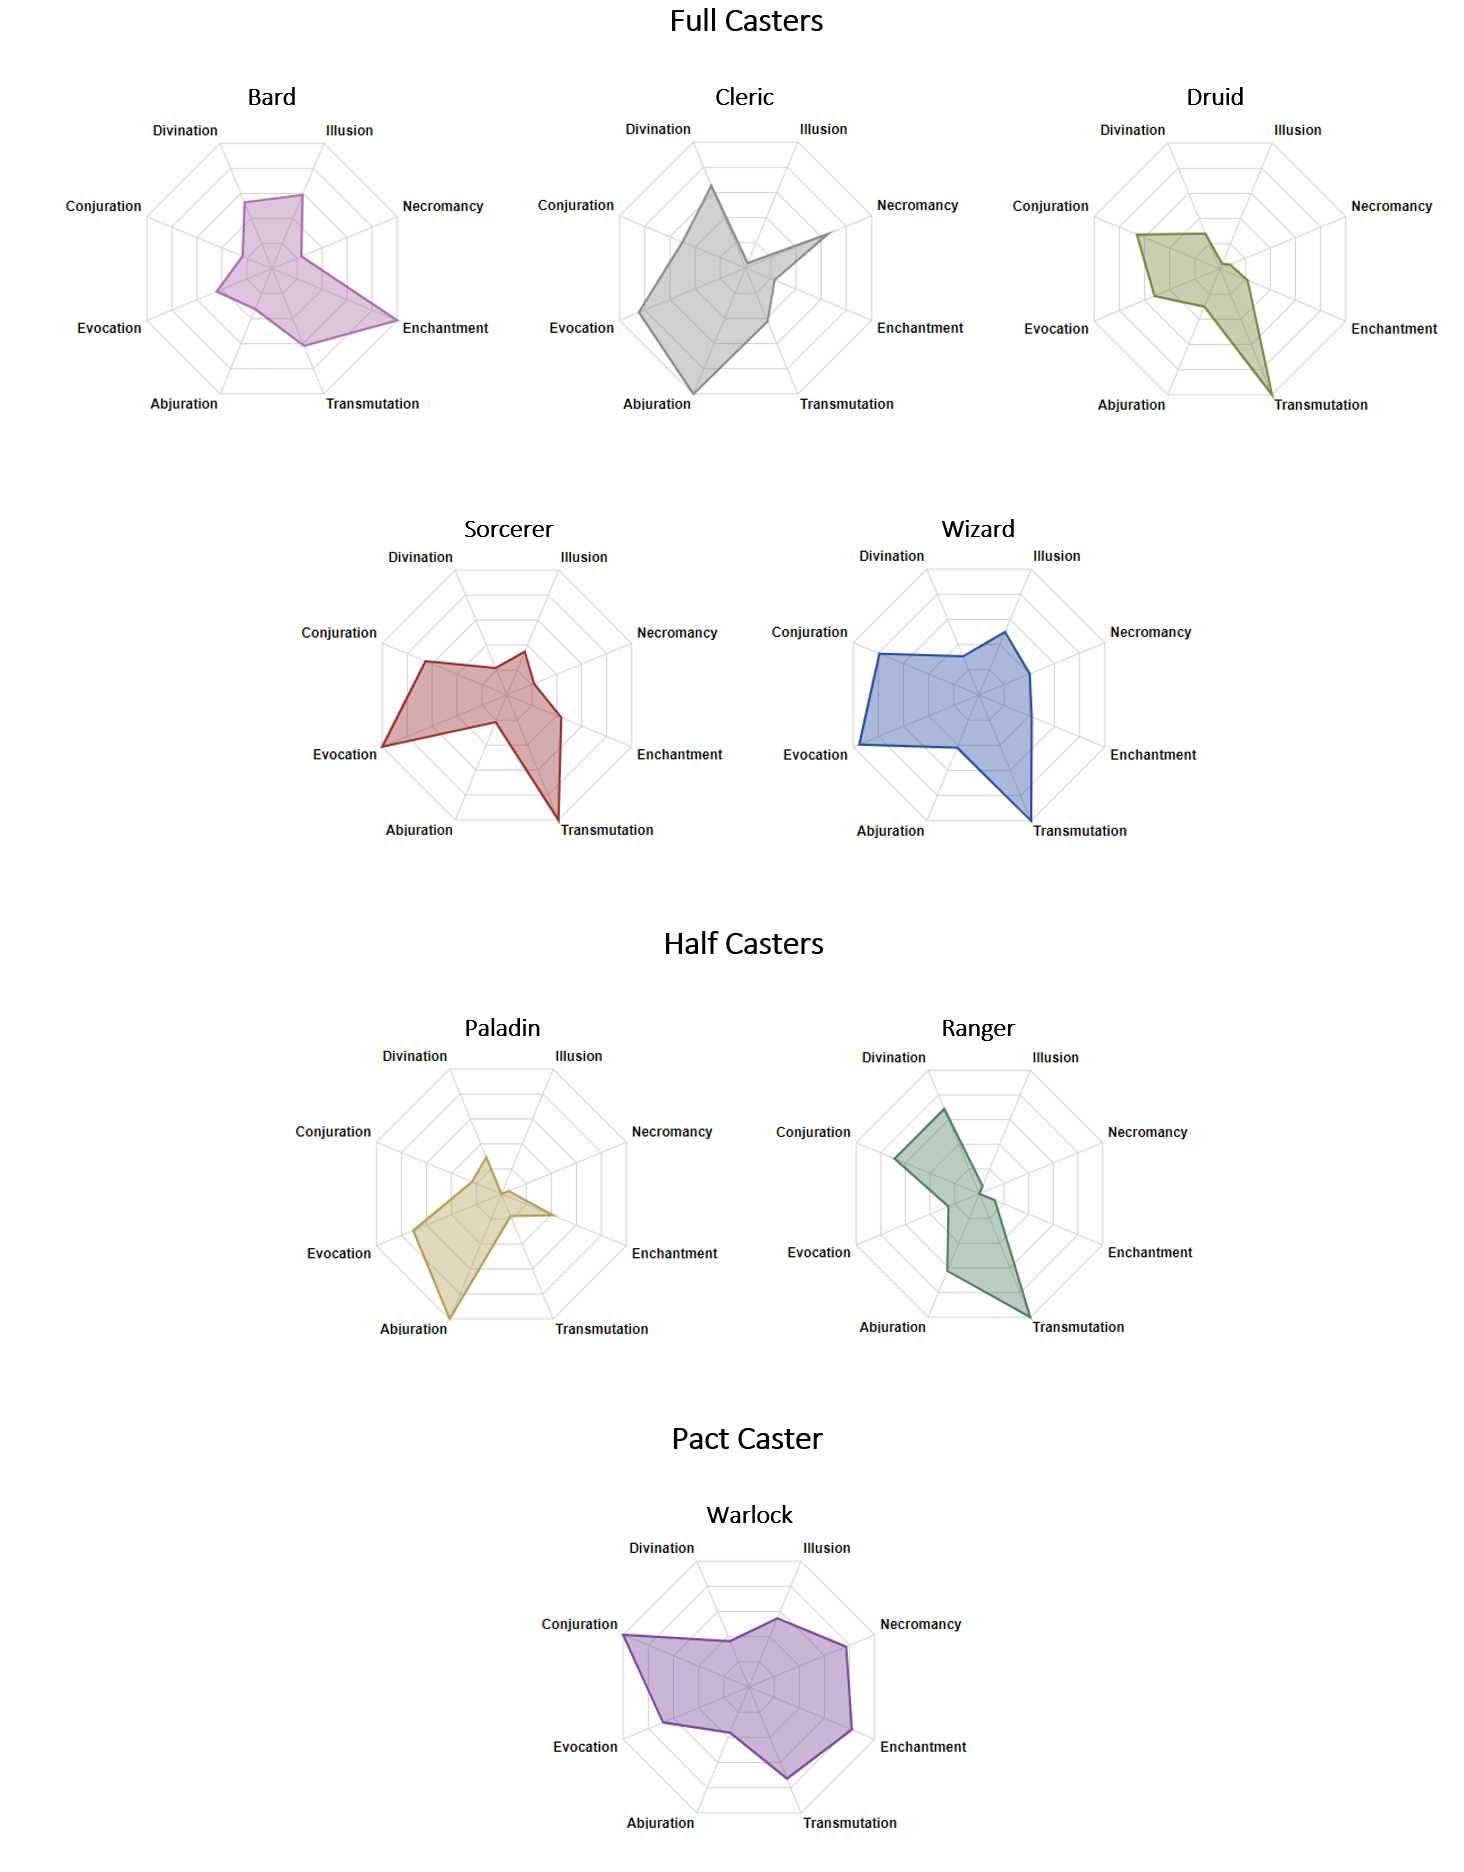 Full Casters
Bard
Cleric
Druid
Divination
Illusion
Divination
Illusion
Divination
Illusion
Conjuration
Necromancy
Conjuration
Necromancy
Conjuration
Necromancy
Evocation
Enchantment
Evocation
Enchantment
Evocation
Enchantment
Abjuration
Transmutation
Abjuration
Transmutation
Abjuration
Transmutation
Sorcerer
Wizard
Divination
Illusion
Divination
Illusion
Conjuration
Necromancy
Conjuration
Necromancy
Evocation
Enchantment
Evocation
Enchantment
Abjuration
Transmutation
Abjuration
Transmutation
Half Casters
Paladin
Ranger
Divination
Illusion
Divination
Illusion
Conjuration
Necromancy
Conjuration
Necromancy
Evocation
Enchantment
Evocation
Enchantment
Abjuration
Transmutation
Abjuration
Transmutation
Pact Caster
Warlock
Divination
Illusion
Conjuration
Necromancy
Evocation
Enchantment
Abjuration
Transmutation